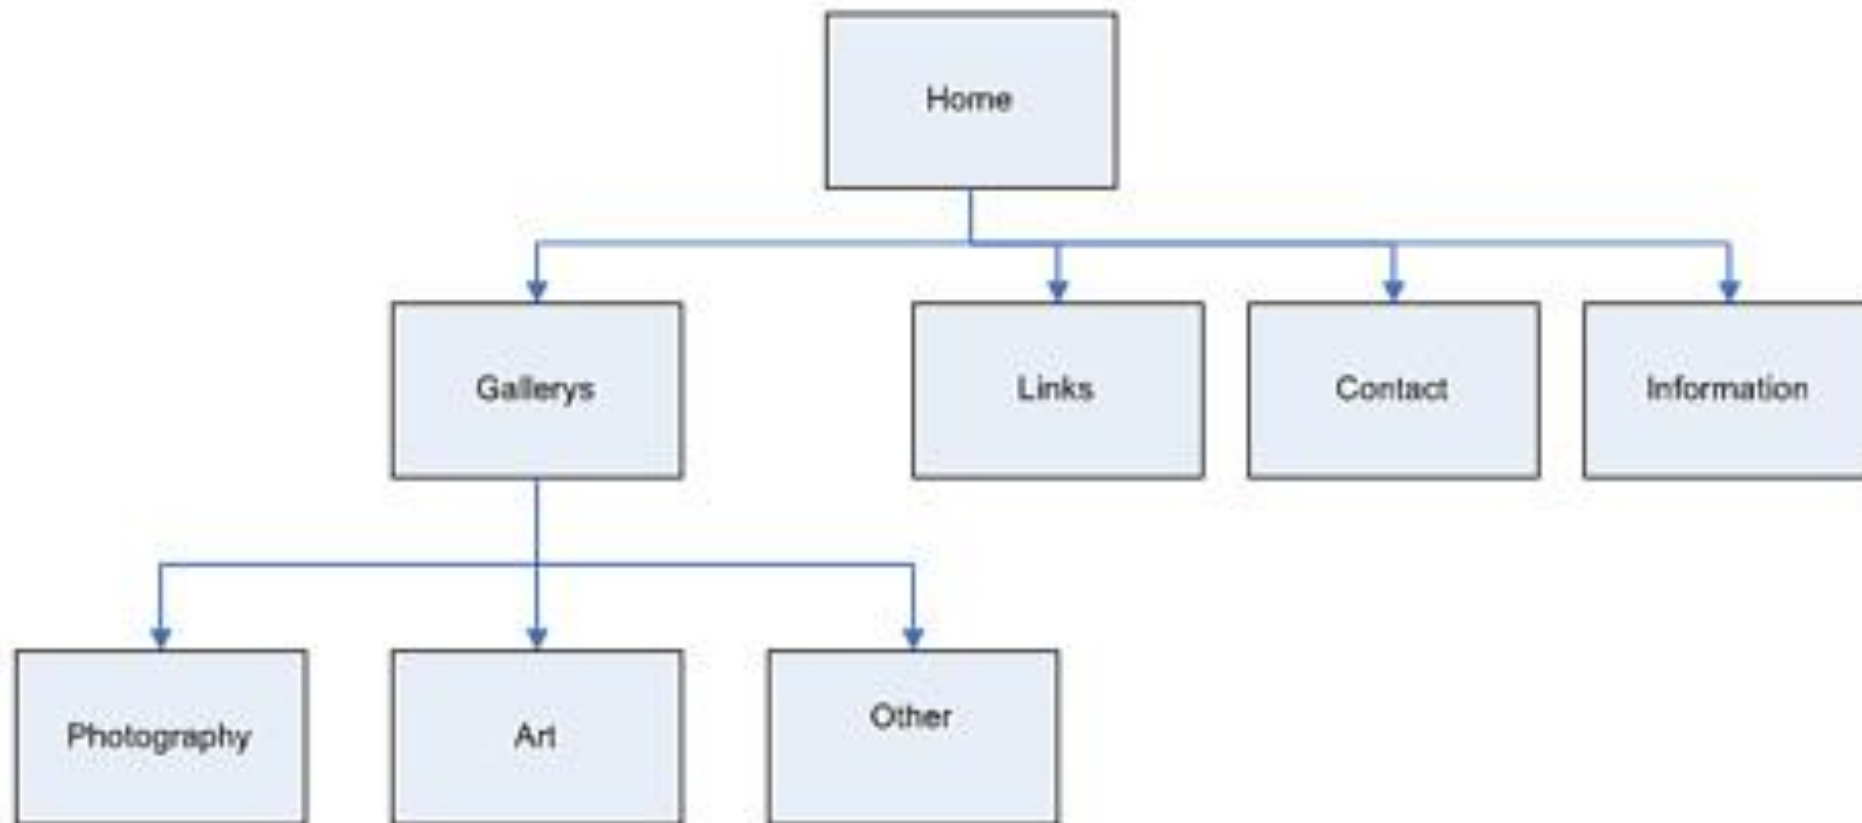 Home
Gallerys
Links
Contact
Information
Photography
Art
Other